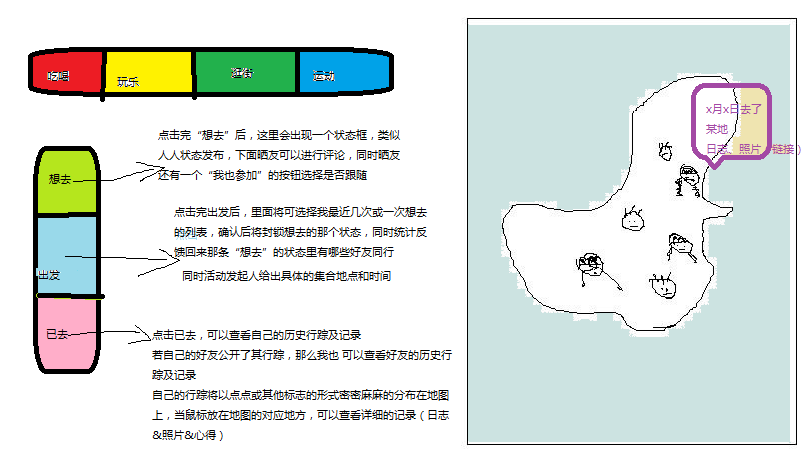 吃喝
玩乐
逛街
运动
想去
出发
已去
点击完“想去”后，这里会出现一个状态框，类似
人人状态发布，下面晒友可以进行评论，同时晒友
还有一个“我也参加”的按钮选择是否跟随
点击完出发后，里面将可选择我最近几次或一次想去
的列表，确认后将封锁想去的那个状态，同时统计反
馈回来那条“想去”的状态里有哪些好友同行
同时活动发起人给出具体的集合地点和时间
点击已去，可以查看自己的历史行踪及记录
若自己的好友公开了其行踪，那么我也 可以查看好友的历史行
踪及记录
自己的行踪将以点点或其他标志的形式密密麻麻的分布在地图
上，当鼠标放在地图的对应地方，可以查看详细的记录（日志
&照片&心得）
x月x日去了
某地
日志、照片（链接）